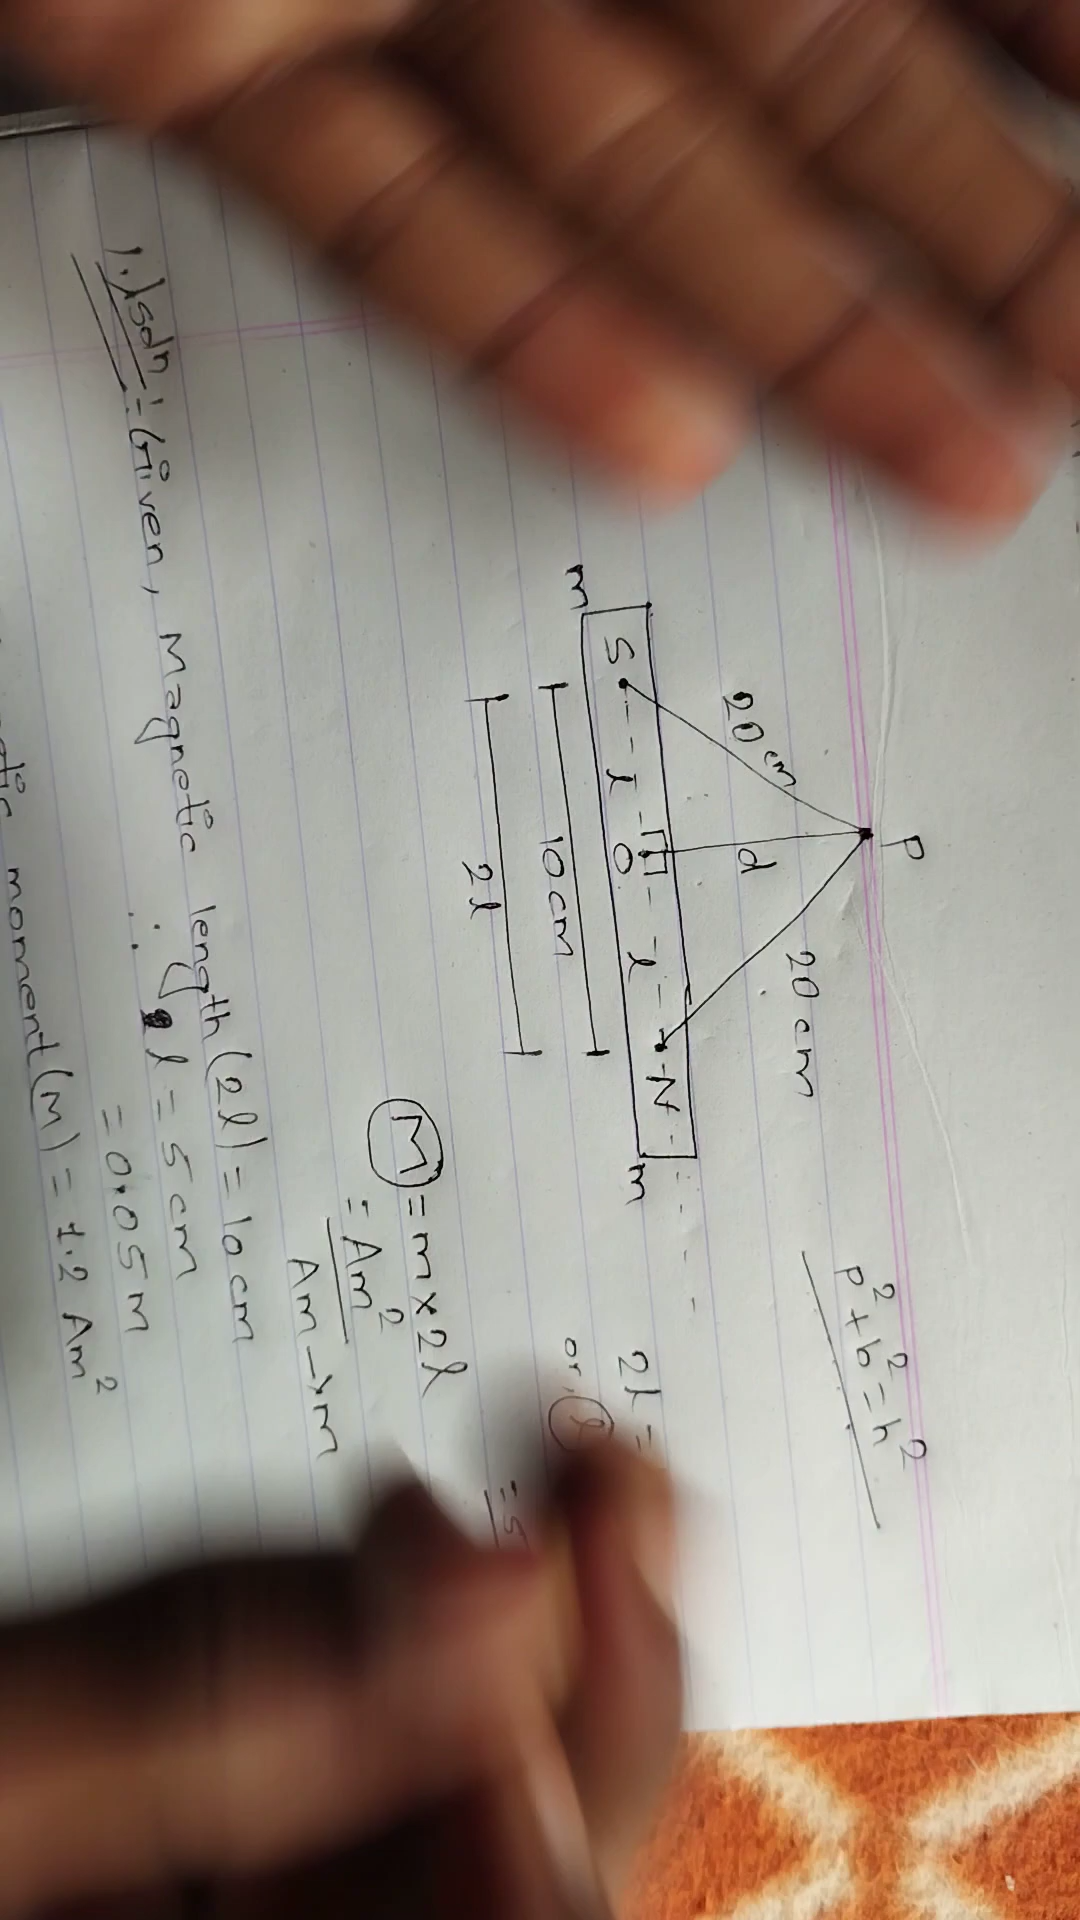 P
p² + b² = h²
20 cm
20 cm
d
S l O l N
m
m
10 cm
2l
2l =
or, l
= 5
M = m × 2l
= Am²
Am → m
1.) Solⁿ:- Given, Magnetic length (2l) = 10 cm
∴ l = 5 cm
= 0.05 m
moment (M) = 1.2 Am²